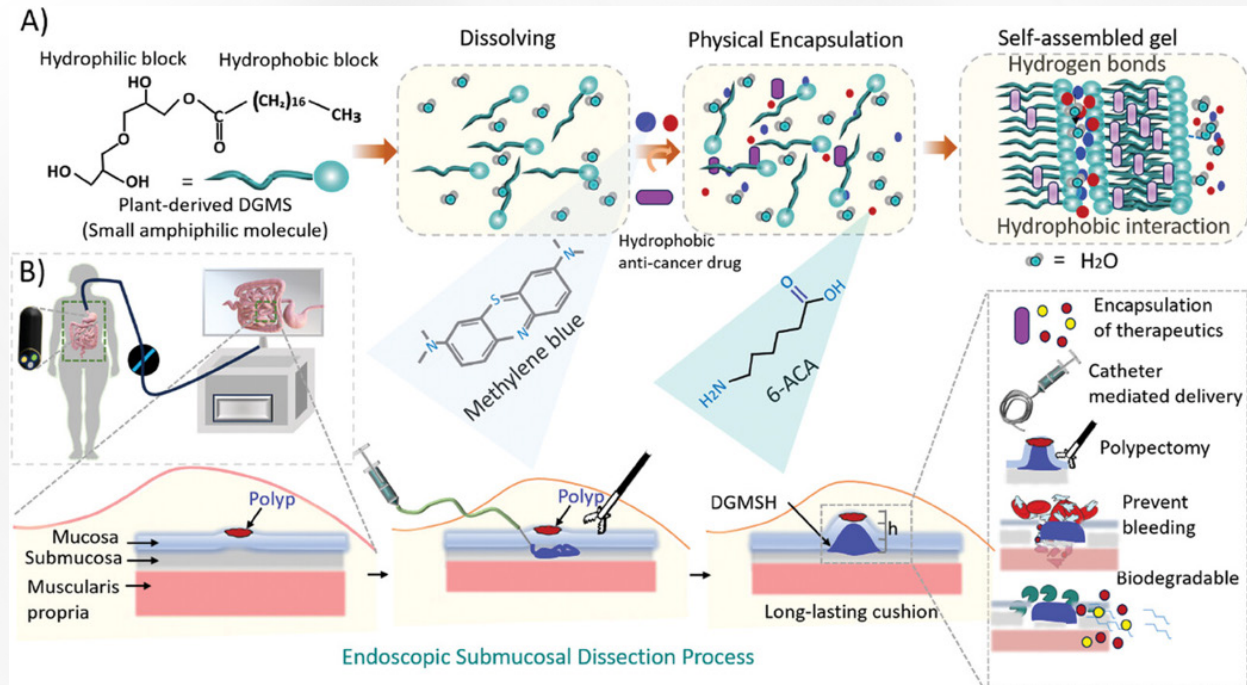 A)
Hydrophilic block
Hydrophobic block
HO
O
O
C
O
(CH₂)16
CH3
HO
OH
=
Plant-derived DGMS
(Small amphiphilic molecule)
Dissolving
Physical Encapsulation
Self-assembled gel
Hydrogen bonds
Hydrophobic interaction
= H2O
Hydrophobic
anti-cancer drug
N
S
N
N
Methylene blue
O
OH
H2N
6-ACA
B)
Encapsulation
of therapeutics
Catheter
mediated delivery
Polypectomy
Prevent
bleeding
Biodegradable
Polyp
Mucosa
Submucosa
Muscularis
propria
Polyp
DGMSH
h
Long-lasting cushion
Endoscopic Submucosal Dissection Process